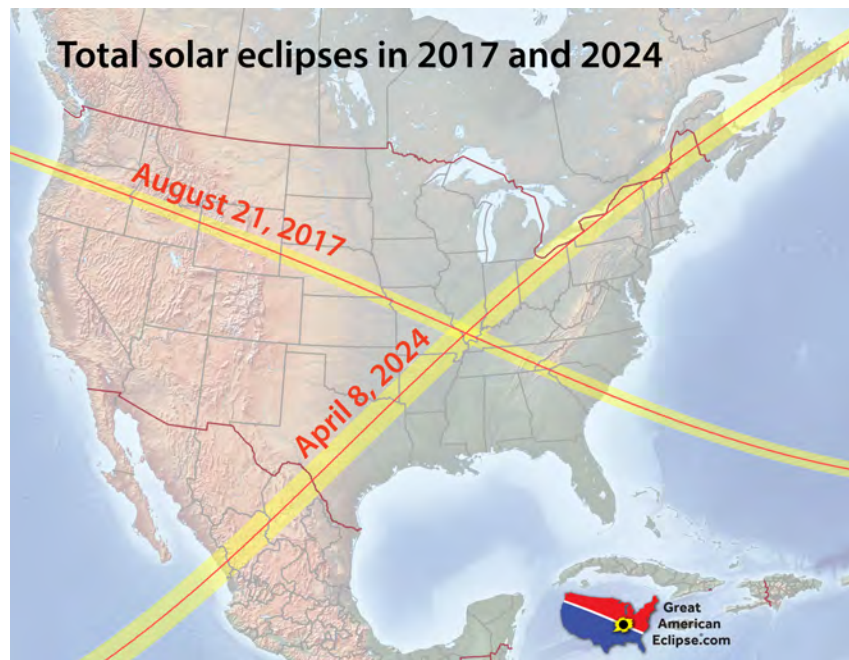 Total solar eclipses in 2017 and 2024
August 21, 2017
April 8, 2024
Great
American
Eclipse.com